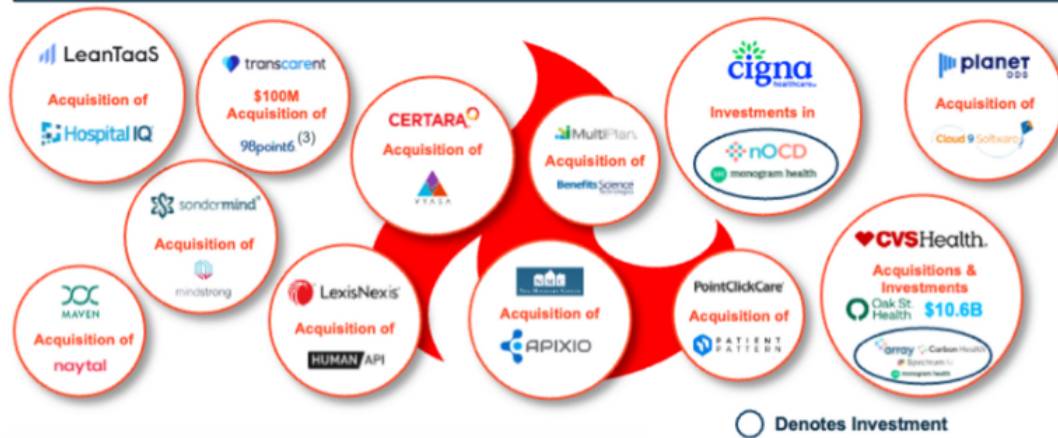 LeanTaaS
Acquisition of
Hospital IQ
transcarent
$100M
Acquisition of
98point6 (3)
CERTARA
Acquisition of
VYASA
MultiPlan.
Acquisition of
Benefits Science
Technologies
cigna
healthcare
Investments in
nOCD
monogram health
planet
DDS
Acquisition of
Cloud 9 Software
sondermind
Acquisition of
mindstrong
MAVEN
Acquisition of
naytal
LexisNexis
Acquisition of
HUMAN/API
Acquisition of
APIXIO
PointClickCare
Acquisition of
PATIENT
PATTERN
CVSHealth.
Acquisitions &
Investments
Oak St.
Health
$10.6B
array
Carbon Health
monogram health
Denotes Investment